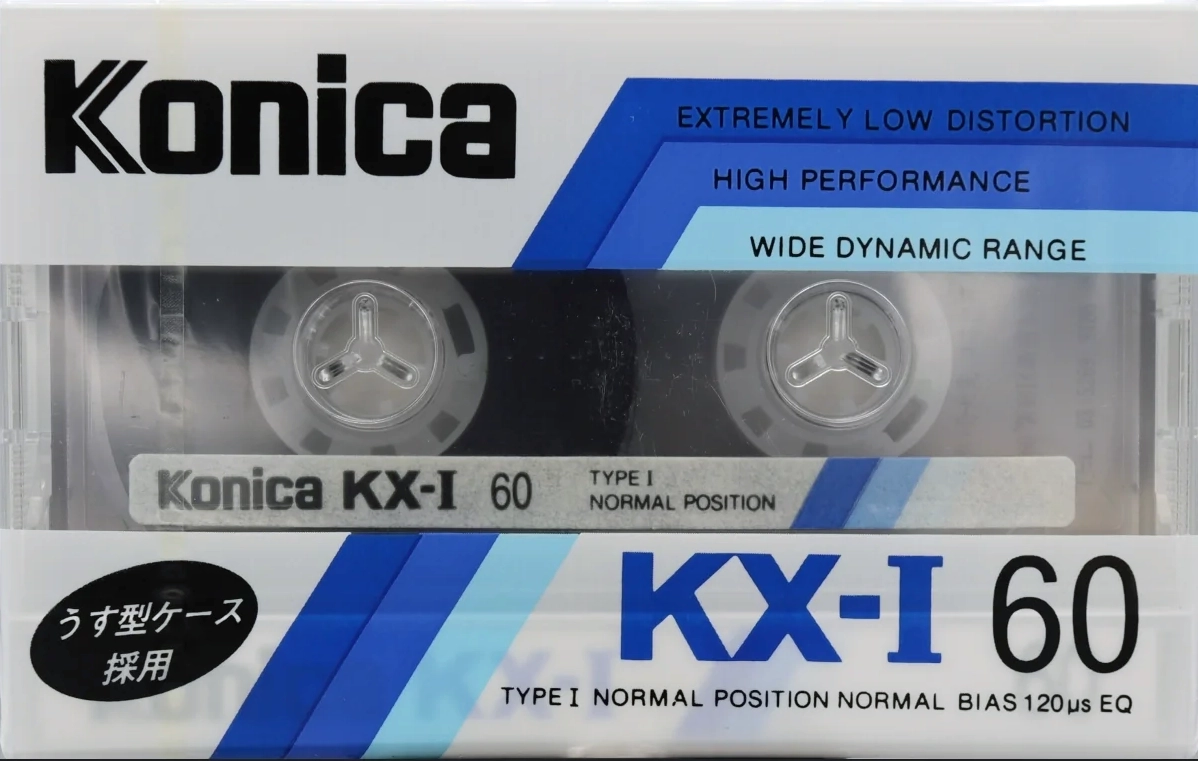 Konica
EXTREMELY LOW DISTORTION
HIGH PERFORMANCE
WIDE DYNAMIC RANGE
Konica KX-I 60
TYPE I
NORMAL POSITION
うす型ケース
採用
KX-I 60
TYPE I NORMAL POSITION NORMAL BIAS 120µs EQ